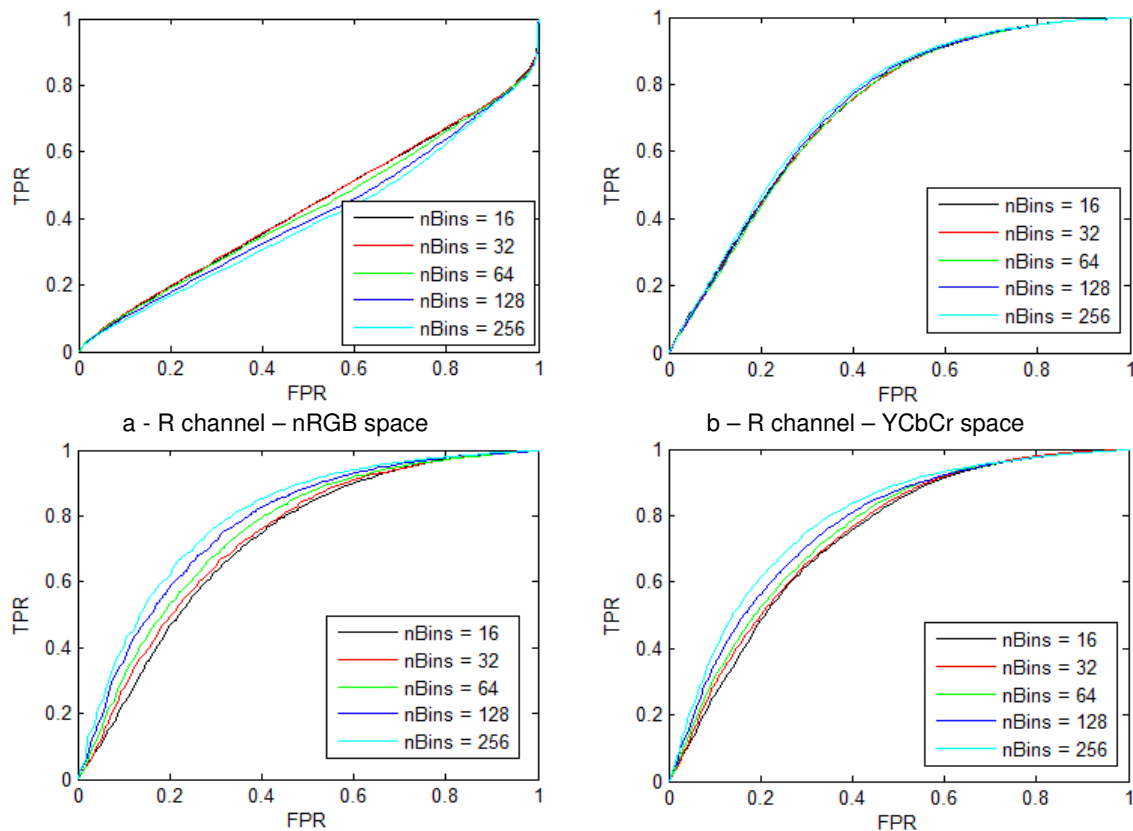 1
0.8
0.6
0.4
0.2
0
TPR
nBins = 16
nBins = 32
nBins = 64
nBins = 128
nBins = 256
0 0.2 0.4 0.6 0.8 1
FPR
a - R channel – nRGB space
1
0.8
0.6
0.4
0.2
0
TPR
nBins = 16
nBins = 32
nBins = 64
nBins = 128
nBins = 256
0 0.2 0.4 0.6 0.8 1
FPR
b – R channel – YCbCr space
1
0.8
0.6
0.4
0.2
0
TPR
nBins = 16
nBins = 32
nBins = 64
nBins = 128
nBins = 256
0 0.2 0.4 0.6 0.8 1
FPR
1
0.8
0.6
0.4
0.2
0
TPR
nBins = 16
nBins = 32
nBins = 64
nBins = 128
nBins = 256
0 0.2 0.4 0.6 0.8 1
FPR